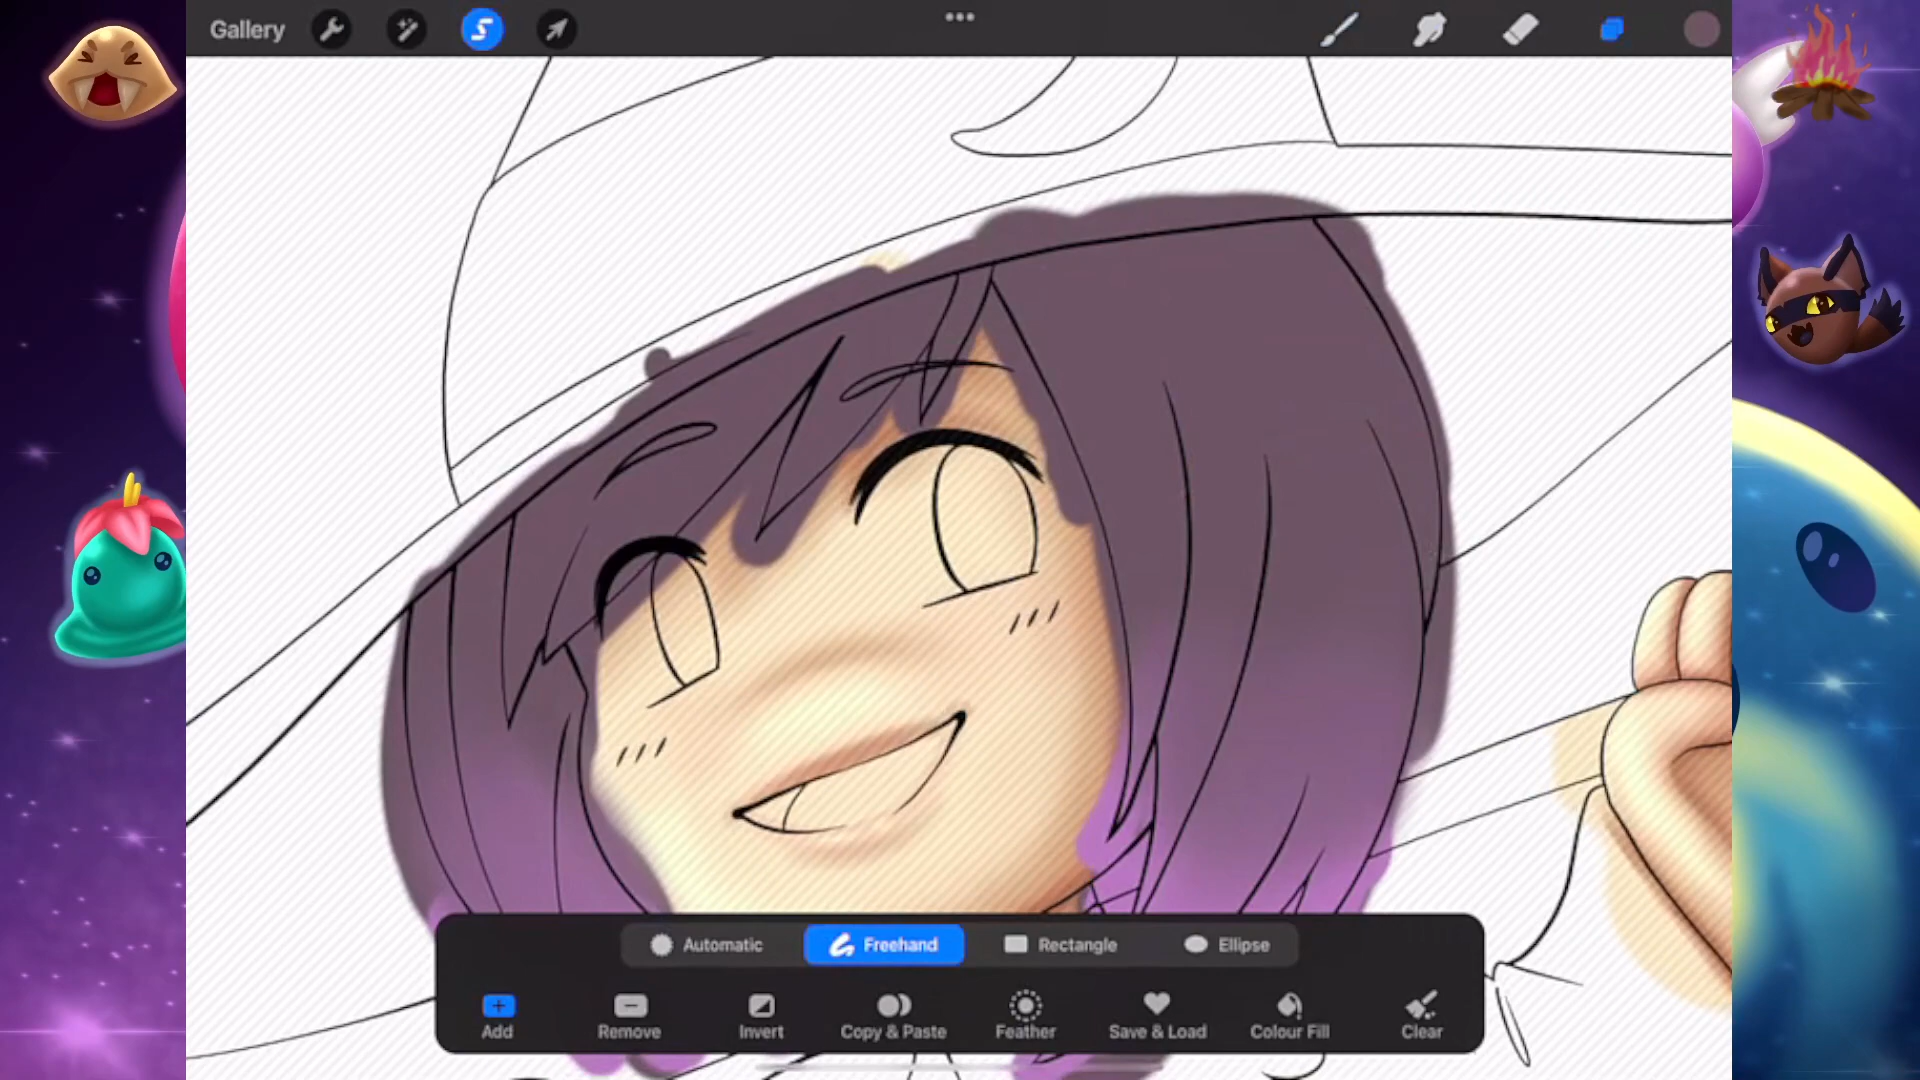 Gallery
Automatic Freehand Rectangle Ellipse
Add Remove Invert Copy & Paste Feather Save & Load Colour Fill Clear